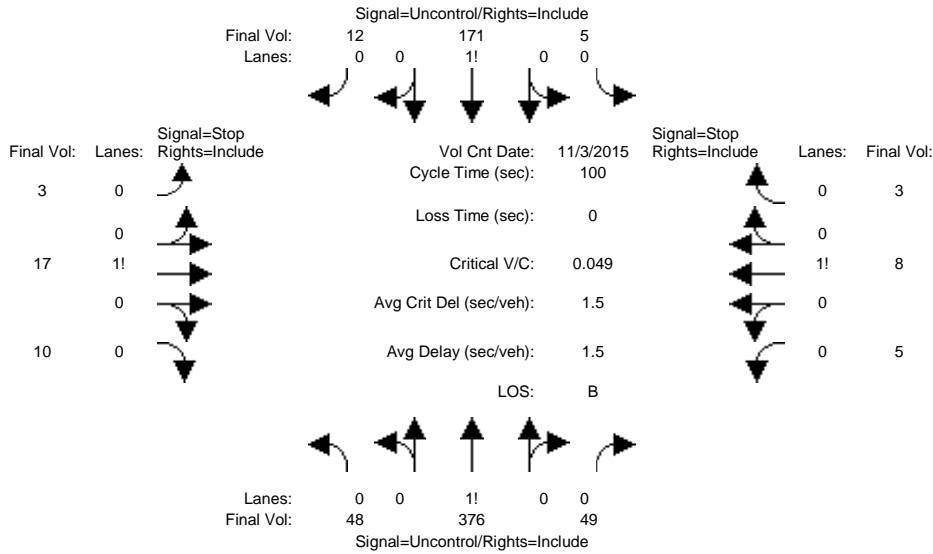 Signal=Uncontrol/Rights=Include
Final Vol: 12 171 5
Lanes: 0 0 1! 0 0
Signal=Stop
Final Vol: Lanes: Rights=Include
Vol Cnt Date: 11/3/2015
Signal=Stop
Rights=Include Lanes: Final Vol:
Cycle Time (sec): 100
3 0
0 3
Loss Time (sec): 0
0
0
17 1!
Critical V/C: 0.049
1! 8
0
Avg Crit Del (sec/veh): 1.5
0
10 0
Avg Delay (sec/veh): 1.5
0 5
LOS: B
Lanes: 0 0 1! 0 0
Final Vol: 48 376 49
Signal=Uncontrol/Rights=Include